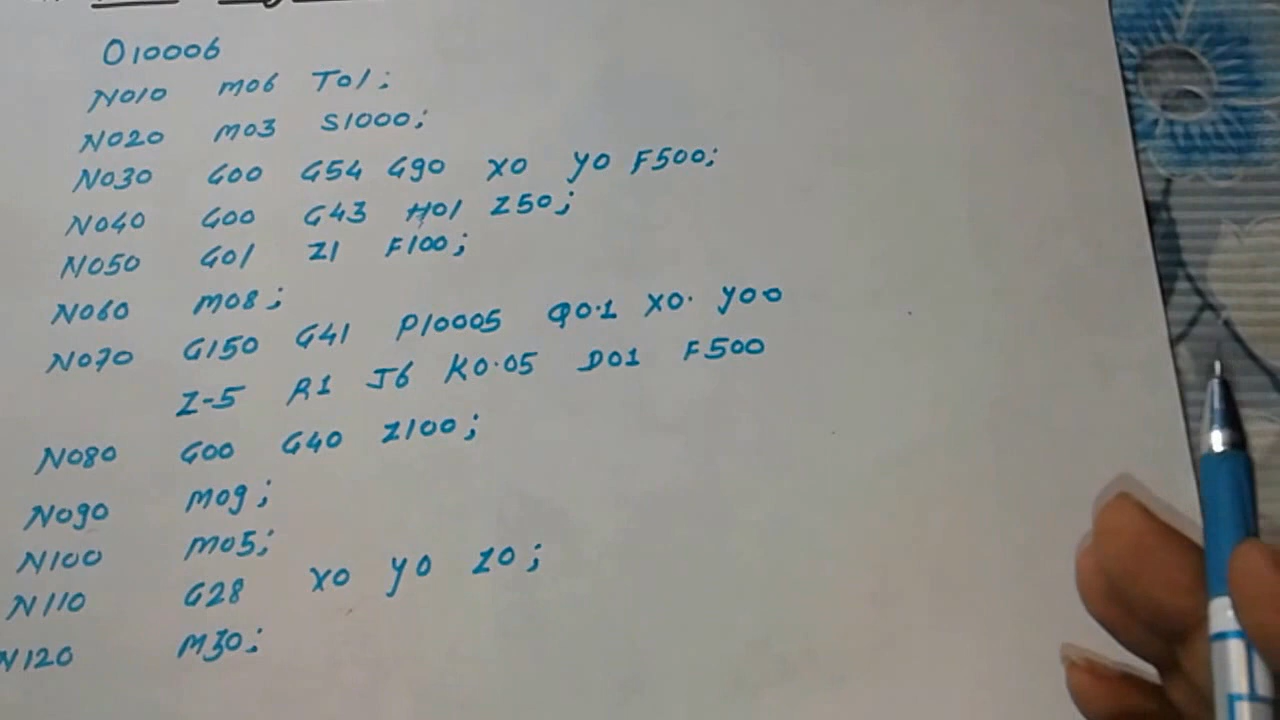 O10006
N010 M06 T01;
N020 M03 S1000;
N030 G00 G54 G90 X0 Y0 F500;
N040 G00 G43 H01 Z50;
N050 G01 Z1 F100;
N060 M08;
N070 G150 G41 P10005 Q0.1 X0. Y00
Z-5 R1 J6 K0.05 D01 F500
N080 G00 G40 Z100;
N090 M09;
N100 M05;
N110 G28 X0 Y0 Z0;
N120 M30;